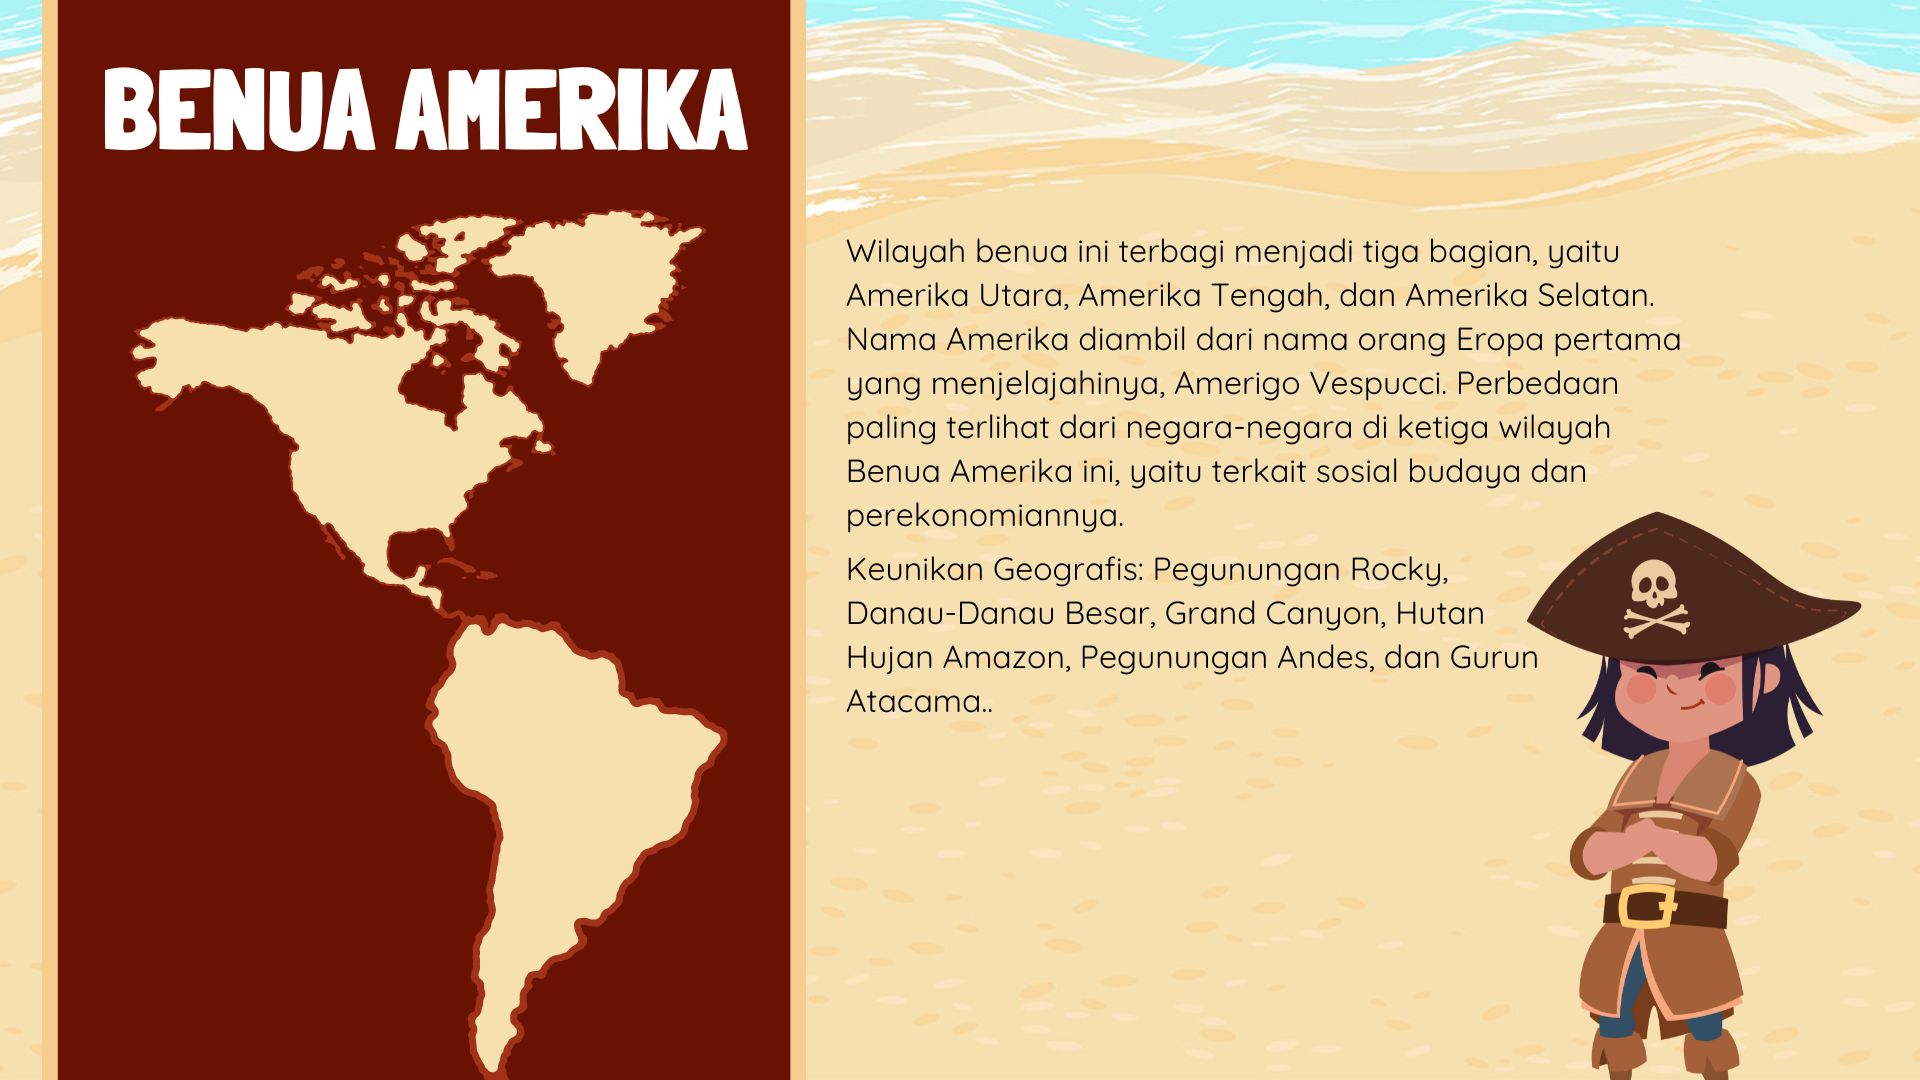 BENUA AMERIKA
Wilayah benua ini terbagi menjadi tiga bagian, yaitu
Amerika Utara, Amerika Tengah, dan Amerika Selatan.
Nama Amerika diambil dari nama orang Eropa pertama
yang menjelajahinya, Amerigo Vespucci. Perbedaan
paling terlihat dari negara-negara di ketiga wilayah
Benua Amerika ini, yaitu terkait sosial budaya dan
perekonomiannya.
Keunikan Geografis: Pegunungan Rocky,
Danau-Danau Besar, Grand Canyon, Hutan
Hujan Amazon, Pegunungan Andes, dan Gurun
Atacama..